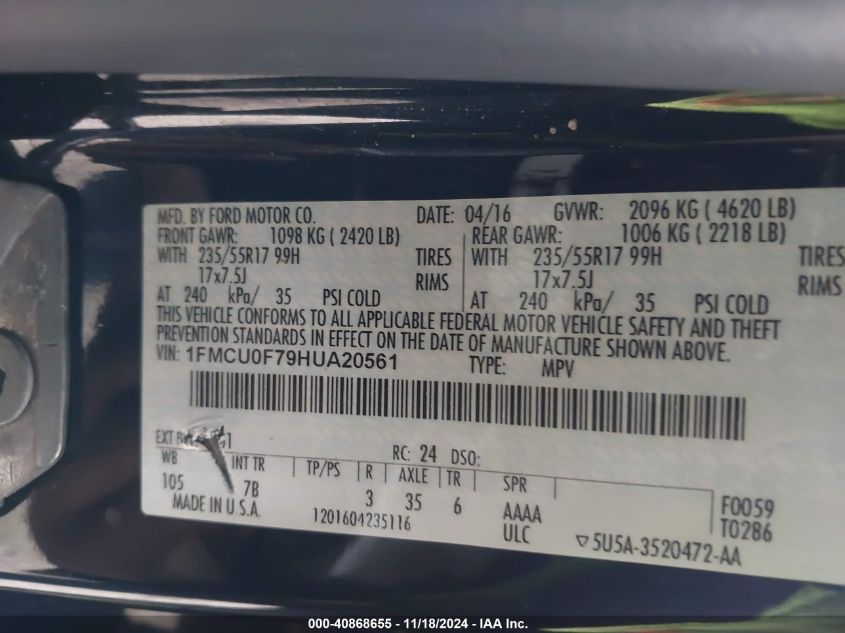 MFD. BY FORD MOTOR CO. DATE: 04/16 GVWR: 2096 KG ( 4620 LB)
FRONT GAWR: 1098 KG ( 2420 LB) REAR GAWR: 1006 KG ( 2218 LB)
WITH 235/55R17 99H TIRES WITH 235/55R17 99H TIRES
17x7.5J RIMS 17x7.5J RIMS
AT 240 kPa/ 35 PSI COLD AT 240 kPa/ 35 PSI COLD
THIS VEHICLE CONFORMS TO ALL APPLICABLE FEDERAL MOTOR VEHICLE SAFETY AND THEFT
PREVENTION STANDARDS IN EFFECT ON THE DATE OF MANUFACTURE SHOWN ABOVE.
VIN: 1FMCU0F79HUA20561 TYPE: MPV
EXT RC: 24 DSO:
WB INT TR TP/PS R AXLE TR SPR
105 7B 3 35 6 AAAA F0059
MADE IN U.S.A. 1201604235116 ULC T0286
5U5A-3520472-AA
000-40868655 - 11/18/2024 - IAA Inc.